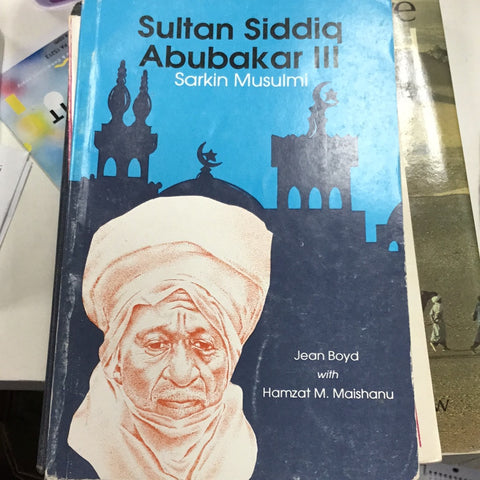 Sultan Siddiq
Abubakar III
Sarkin Musulmi
Jean Boyd
with
Hamzat M. Maishanu